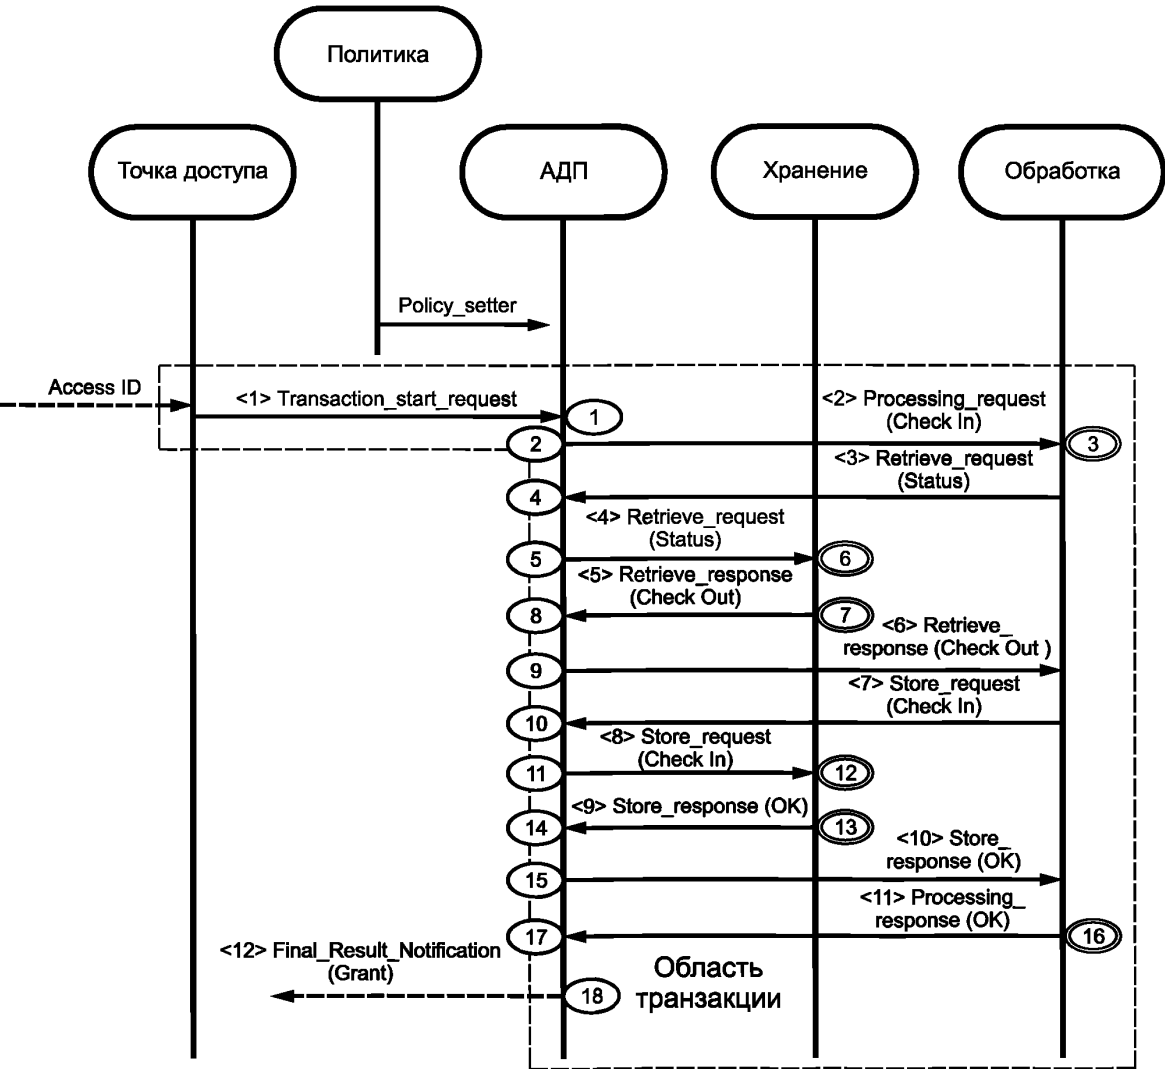 Политика
Точка доступа
АДП
Хранение
Обработка
Policy_setter
Access ID
<1> Transaction_start_request
1
<2> Processing_request
(Check In)
2
3
<3> Retrieve_request
(Status)
4
<4> Retrieve_request
(Status)
5
6
<5> Retrieve_response
(Check Out)
8
7
<6> Retrieve_
response (Check Out )
9
<7> Store_request
(Check In)
10
<8> Store_request
(Check In)
11
12
<9> Store_response (OK)
14
13
<10> Store_
response (OK)
15
<11> Processing_
response (OK)
17
16
<12> Final_Result_Notification
(Grant)
18
Область
транзакции